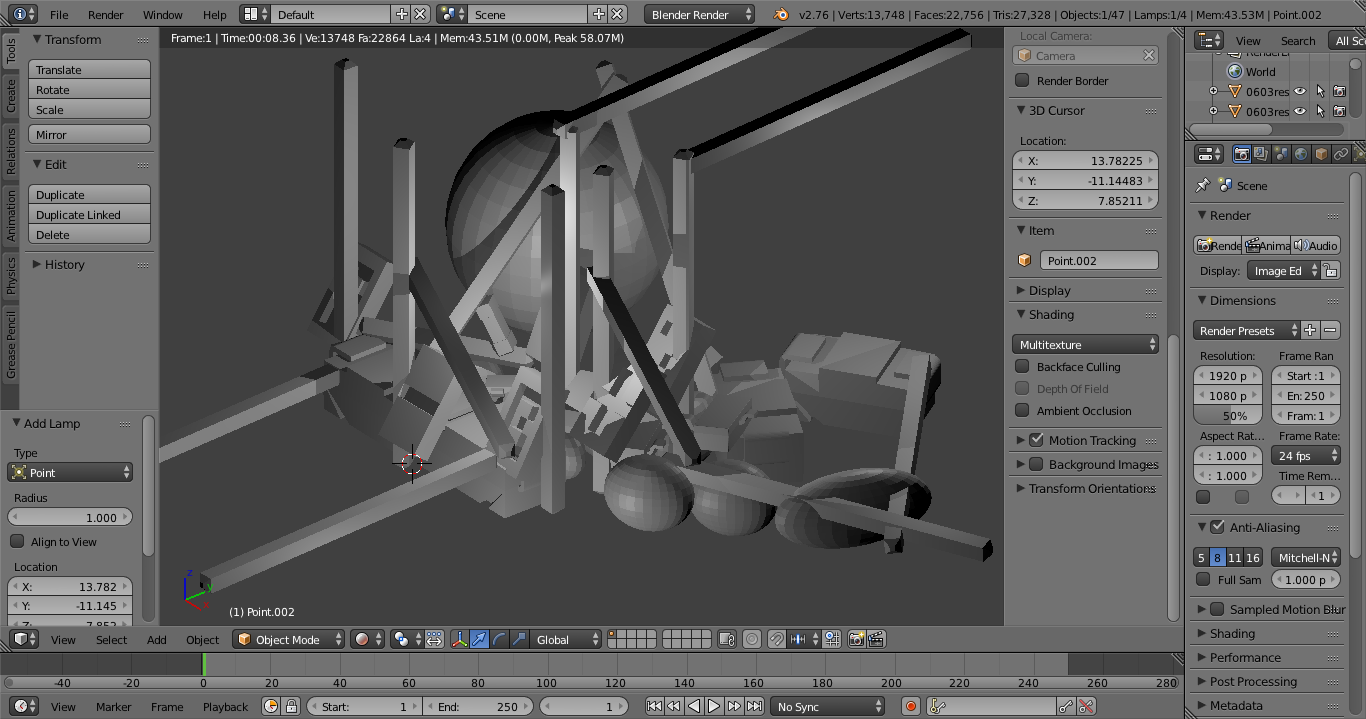 File Render Window Help Default Scene Blender Render v2.76 | Verts:13,748 | Faces:22,756 | Tris:27,328 | Objects:1/47 | Lamps:1/4 | Mem:43.53M | Point.002
Frame:1 | Time:00:08.36 | Ve:13748 Fa:22864 La:4 | Mem:43.51M (0.00M, Peak 58.07M)
Tools
Create
Relations
Animation
Physics
Grease Pencil
Transform
Translate
Rotate
Scale
Mirror
Edit
Duplicate
Duplicate Linked
Delete
History
Add Lamp
Type
Point
Radius
1.000
Align to View
Location
X: 13.782
Y: -11.145
Z: 7.852
z
y
(1) Point.002
Local Camera:
Camera
Render Border
3D Cursor
Location:
X: 13.78225
Y: -11.14483
Z: 7.85211
Item
Point.002
Display
Shading
Multitexture
Backface Culling
Depth Of Field
Ambient Occlusion
Motion Tracking
Background Images
Transform Orientations
View Search All Sc
World
0603res
0603res
Scene
Render
Rende Anima Audio
Display: Image Ed
Dimensions
Render Presets
Resolution: Frame Ran
1920 p Start :1
1080 p En: 250
50% Fram: 1
Aspect Rat... Frame Rate:
: 1.000 24 fps
: 1.000 Time Rem...
1
Anti-Aliasing
5 8 11 16 Mitchell-N
Full Sam 1.000 p
Sampled Motion Blur
Shading
Performance
Post Processing
Metadata
View Select Add Object Object Mode Global
-40 -20 0 20 40 60 80 100 120 140 160 180 200 220 240 260 280
View Marker Frame Playback Start: 1 End: 250 1 No Sync